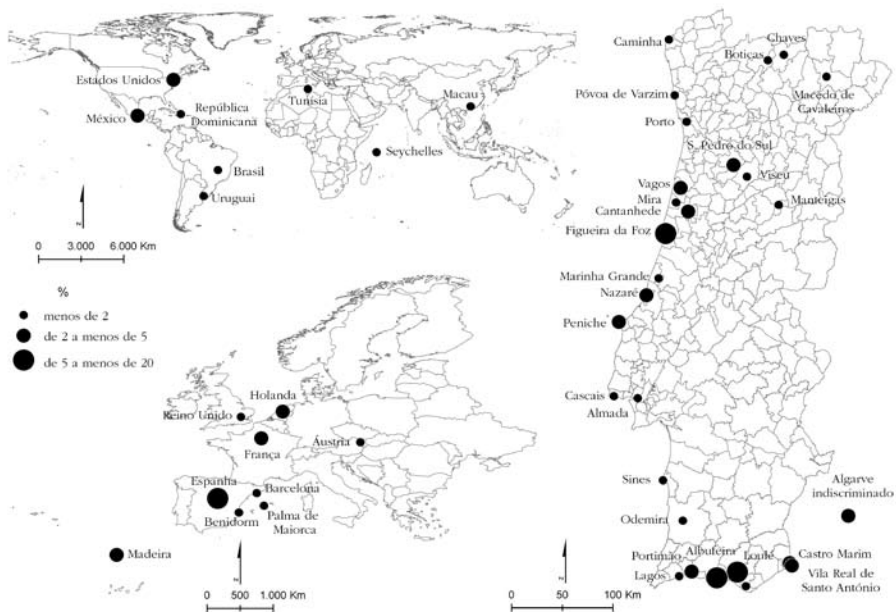 Estados Unidos
México
República
Dominicana
Brasil
Uruguai
Tunísia
Macau
Seychelles
z
0 3.000 6.000 Km
%
menos de 2
de 2 a menos de 5
de 5 a menos de 20
Holanda
Reino Unido
França
Áustria
Espanha
Barcelona
Benidorm
Palma de
Maiorca
Madeira
z
0 500 1.000 Km
Caminha
Chaves
Boticas
Macedo de
Cavaleiros
Póvoa de Varzim
Porto
S. Pedro do Sul
Viseu
Vagos
Mira
Manteigas
Cantanhede
Figueira da Foz
Marinha Grande
Nazaré
Peniche
Cascais
Almada
Sines
Algarve
indiscriminado
Odemira
Portimão
Albufeira
Loulé
Castro Marim
Lagos
Vila Real de
Santo António
z
0 50 100 Km